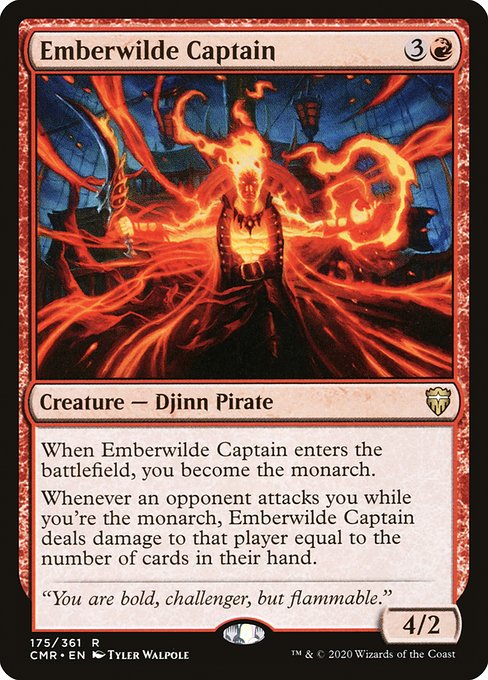 Emberwilde Captain 3
Creature — Djinn Pirate
When Emberwilde Captain enters the
battlefield, you become the monarch.
Whenever an opponent attacks you while
you're the monarch, Emberwilde Captain
deals damage to that player equal to the
number of cards in their hand.
“You are bold, challenger, but flammable.”
4/2
175/361 R
CMR • EN Tyler Walpole
™ & © 2020 Wizards of the Coast